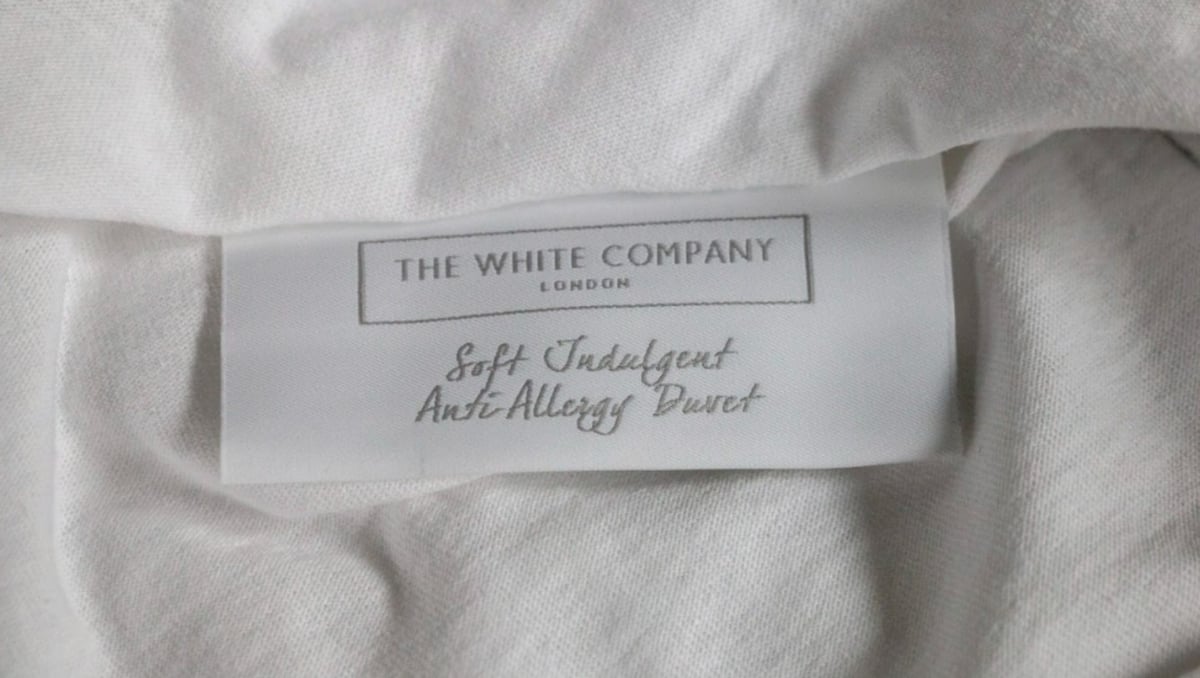 THE WHITE COMPANY
LONDON
Soft Indulgent
Anti-Allergy Duvet